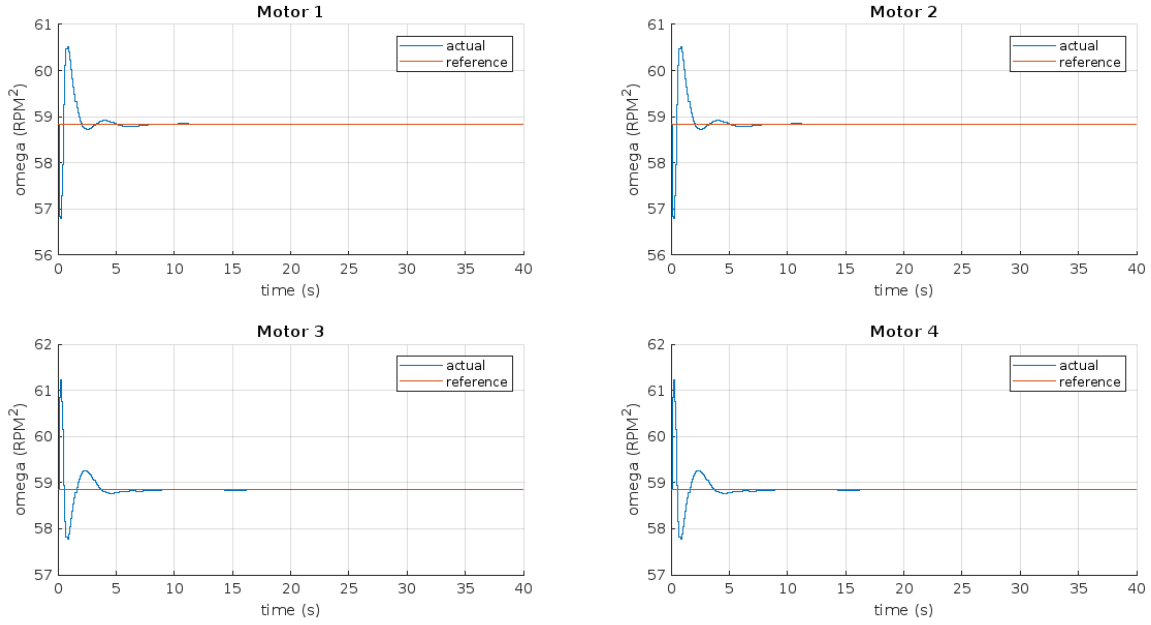 Motor 1
61
60
59
58
57
56
omega (RPM²)
actual
reference
0 5 10 15 20 25 30 35 40
time (s)
Motor 2
61
60
59
58
57
56
omega (RPM²)
actual
reference
0 5 10 15 20 25 30 35 40
time (s)
Motor 3
62
61
60
59
58
57
omega (RPM²)
actual
reference
0 5 10 15 20 25 30 35 40
time (s)
Motor 4
62
61
60
59
58
57
omega (RPM²)
actual
reference
0 5 10 15 20 25 30 35 40
time (s)